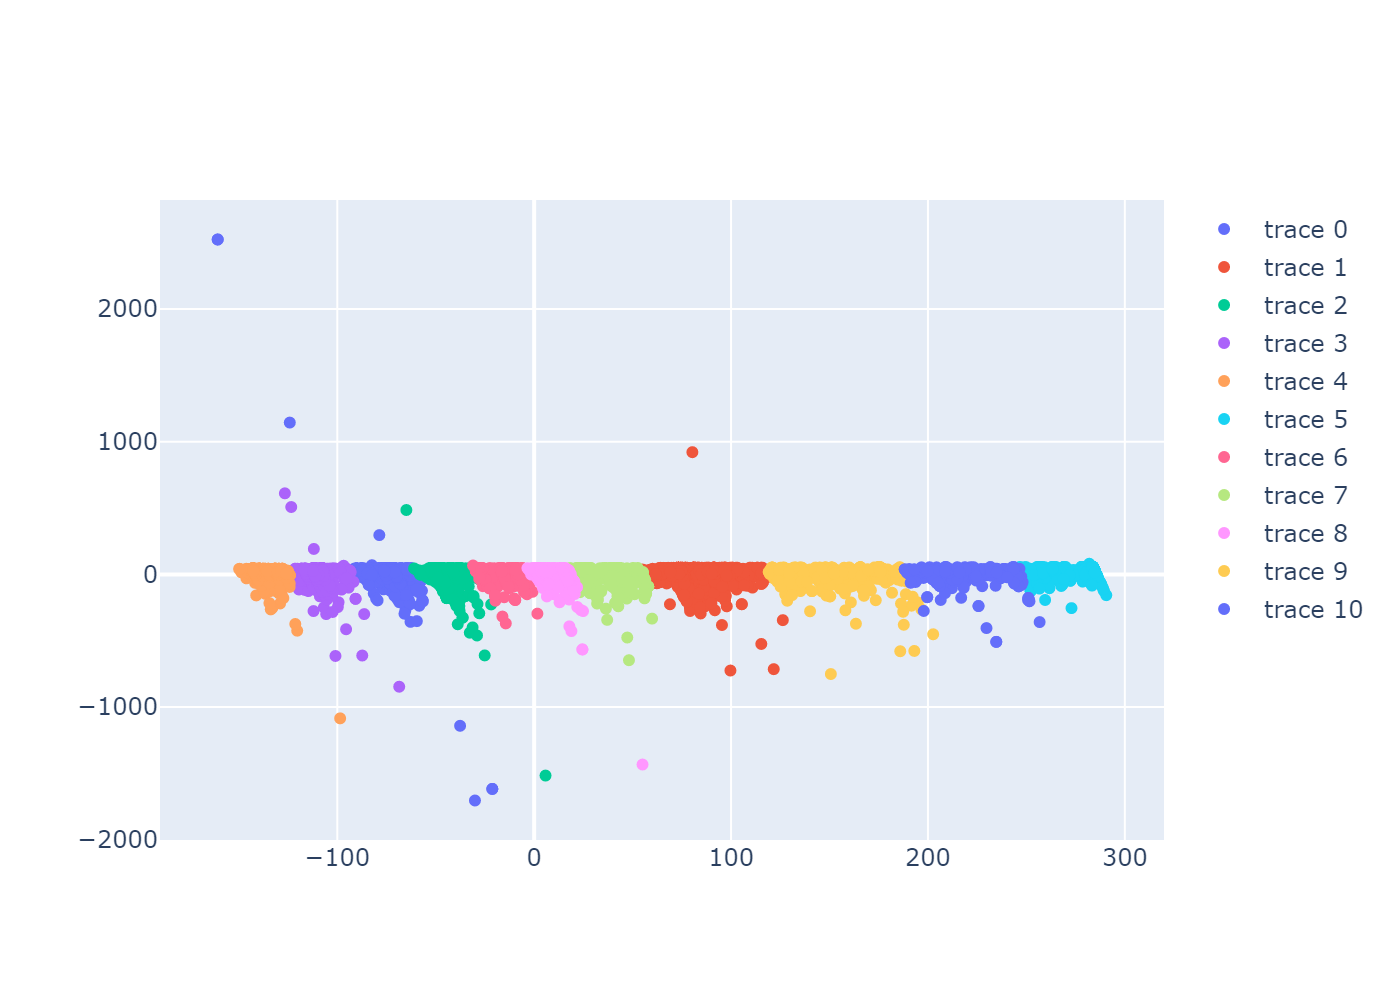 2000
1000
0
−1000
−2000
−100
0
100
200
300
trace 0
trace 1
trace 2
trace 3
trace 4
trace 5
trace 6
trace 7
trace 8
trace 9
trace 10